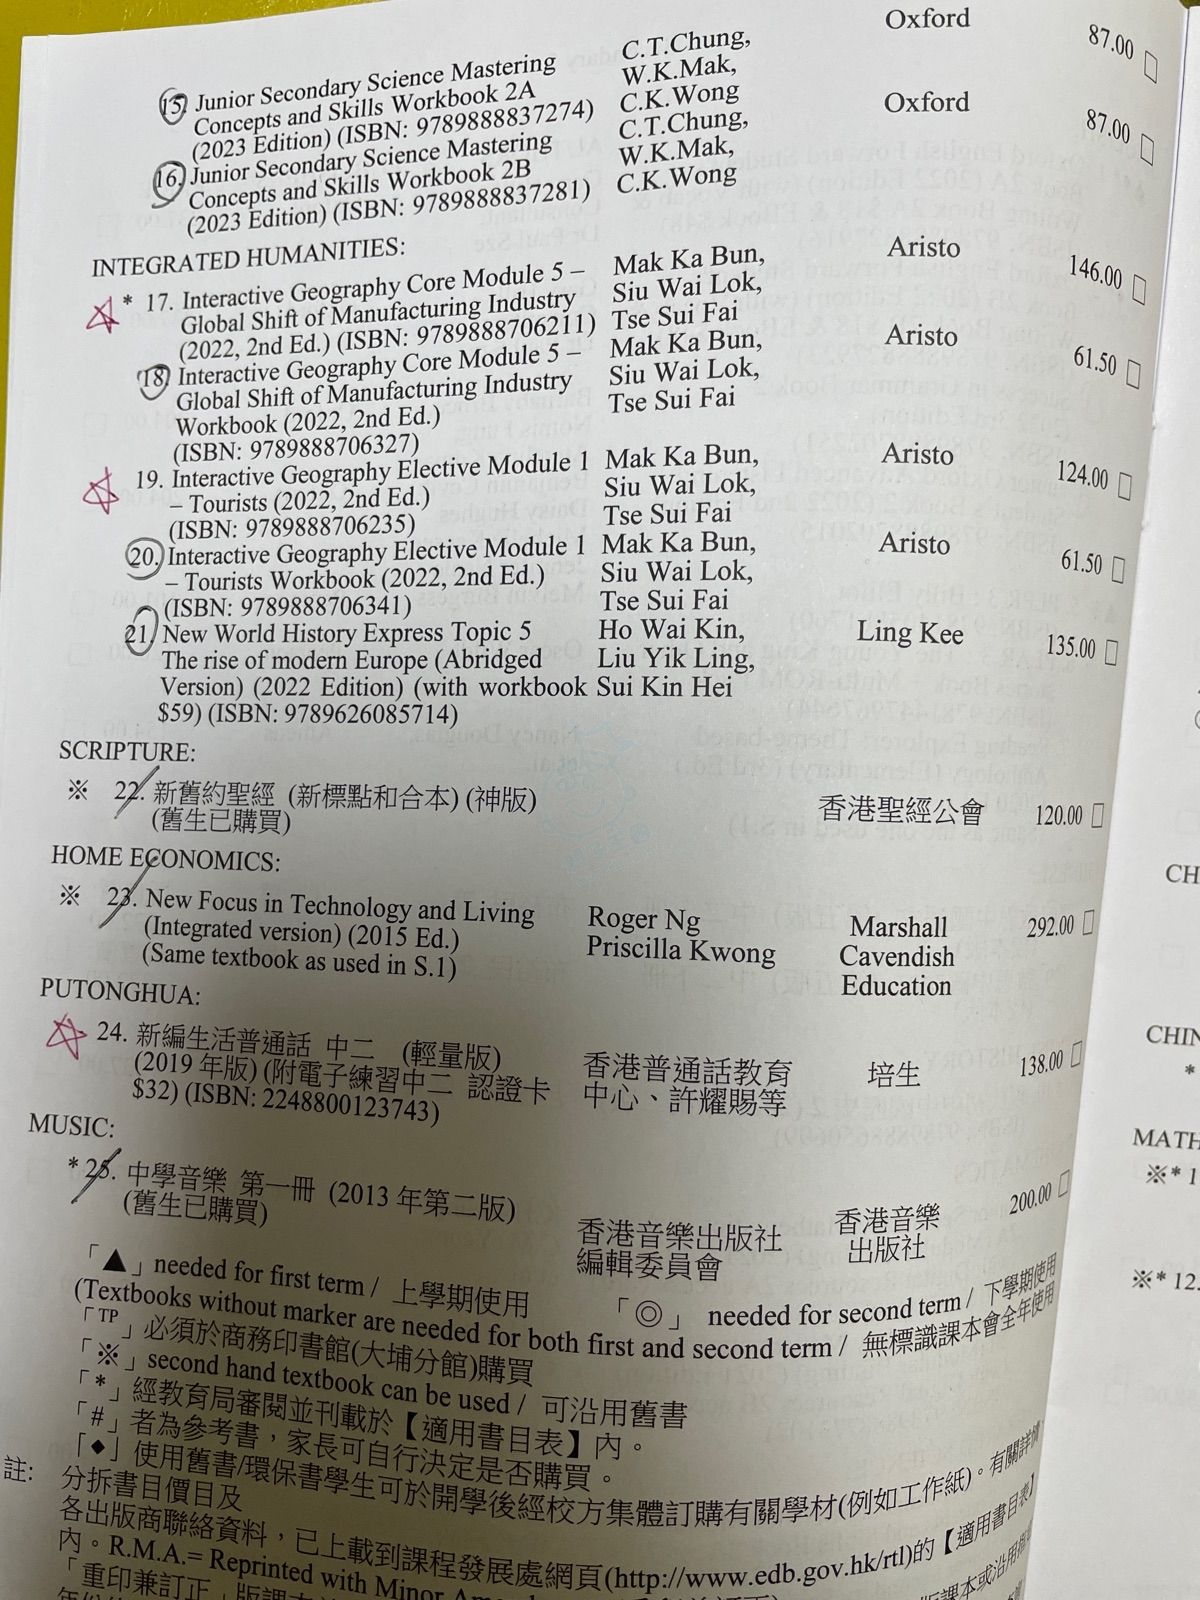 15. Junior Secondary Science Mastering C.T.Chung, Oxford 87.00 □
Concepts and Skills Workbook 2A W.K.Mak,
(2023 Edition) (ISBN: 9789888837274) C.K.Wong
16. Junior Secondary Science Mastering C.T.Chung, Oxford 87.00 □
Concepts and Skills Workbook 2B W.K.Mak,
(2023 Edition) (ISBN: 9789888837281) C.K.Wong
INTEGRATED HUMANITIES:
* 17. Interactive Geography Core Module 5 – Mak Ka Bun, Aristo 146.00 □
Global Shift of Manufacturing Industry Siu Wai Lok,
(2022, 2nd Ed.) (ISBN: 9789888706211) Tse Sui Fai
18. Interactive Geography Core Module 5 – Mak Ka Bun, Aristo 61.50 □
Global Shift of Manufacturing Industry Siu Wai Lok,
Workbook (2022, 2nd Ed.) Tse Sui Fai
(ISBN: 9789888706327)
19. Interactive Geography Elective Module 1 Mak Ka Bun, Aristo 124.00 □
– Tourists (2022, 2nd Ed.) Siu Wai Lok,
(ISBN: 9789888706235) Tse Sui Fai
20. Interactive Geography Elective Module 1 Mak Ka Bun, Aristo 61.50 □
– Tourists Workbook (2022, 2nd Ed.) Siu Wai Lok,
(ISBN: 9789888706341) Tse Sui Fai
21. New World History Express Topic 5 Ho Wai Kin, Ling Kee 135.00 □
The rise of modern Europe (Abridged Liu Yik Ling,
Version) (2022 Edition) (with workbook Sui Kin Hei
$59) (ISBN: 9789626085714)
SCRIPTURE:
※ 22. 新舊約聖經 (新標點和合本) (神版) 香港聖經公會 120.00 □
(舊生已購買)
HOME ECONOMICS:
※ 23. New Focus in Technology and Living Roger Ng Marshall 292.00 □
(Integrated version) (2015 Ed.) Priscilla Kwong Cavendish
(Same textbook as used in S.1) Education
PUTONGHUA:
24. 新編生活普通話 中二 (輕量版) 香港普通話教育 培生 138.00 □
(2019 年版) (附電子練習中二 認證卡 中心、許耀賜等
$32) (ISBN: 2248800123743)
MUSIC:
* 25. 中學音樂 第一冊 (2013 年第二版) 香港音樂出版社 香港音樂 200.00 □
(舊生已購買) 編輯委員會 出版社
「▲」needed for first term / 上學期使用 「◎」 needed for second term / 下學期使用
(Textbooks without marker are needed for both first and second term / 無標識課本會全年使用
「TP」必須於商務印書館(大埔分館)購買
「※」second hand textbook can be used / 可沿用舊書
「*」經教育局審閱並刊載於【適用書目表】內。
「#」者為參考書，家長可自行決定是否購買。
「◆」使用舊書/環保書學生可於開學後經校方集體訂購有關學材(例如工作紙)。有關詳情
註: 分拆書目價目及
各出版商聯絡資料，已上載到課程發展處網頁(http://www.edb.gov.hk/rtl)的【適用書目表】
內。R.M.A.= Reprinted with Minor
「重印兼訂正」版課本 版課本或沿用
CH
CHIN
*
MATH
※* 1
※* 12.